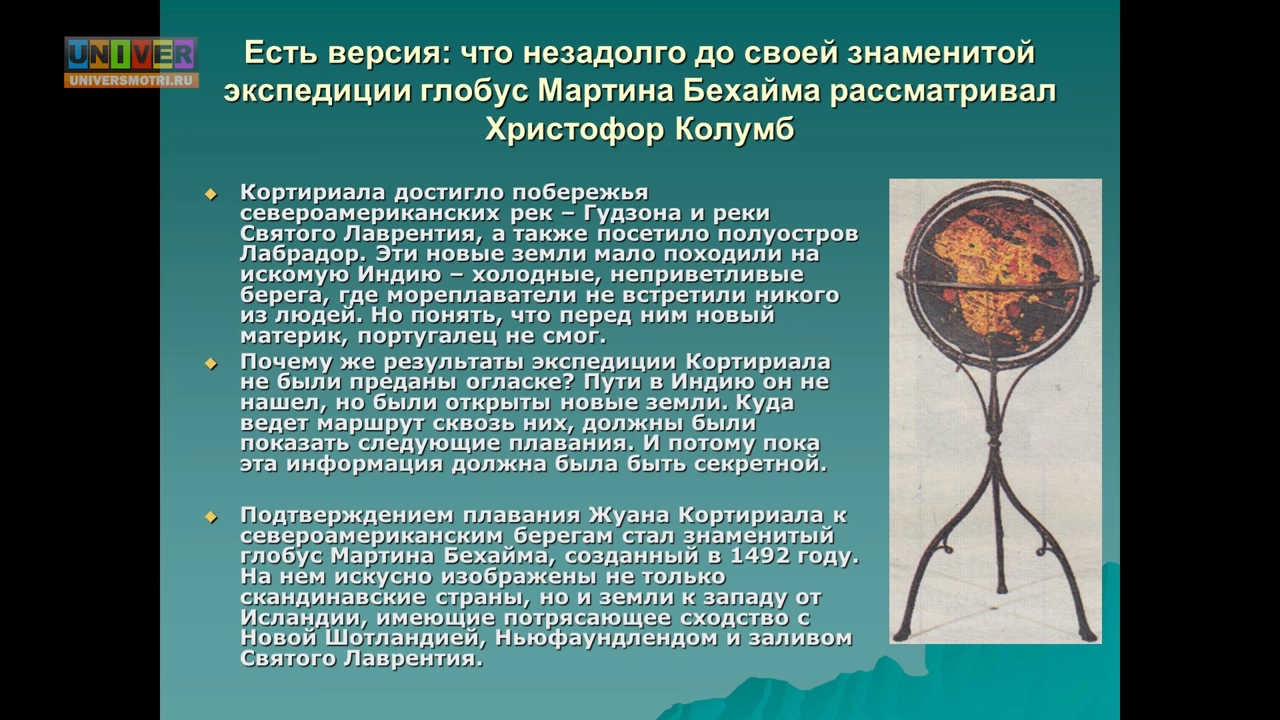 UNIVER
UNIVERSMOTRI.RU
Есть версия: что незадолго до своей знаменитой
экспедиции глобус Мартина Бехайма рассматривал
Христофор Колумб
Кортириала достигло побережья
североамериканских рек – Гудзона и реки
Святого Лаврентия, а также посетило полуостров
Лабрадор. Эти новые земли мало походили на
искомую Индию – холодные, неприветливые
берега, где мореплаватели не встретили никого
из людей. Но понять, что перед ним новый
материк, португалец не смог.
Почему же результаты экспедиции Кортириала
не были преданы огласке? Пути в Индию он не
нашел, но были открыты новые земли. Куда
ведет маршрут сквозь них, должны были
показать следующие плавания. И потому пока
эта информация должна была быть секретной.
Подтверждением плавания Жуана Кортириала к
североамериканским берегам стал знаменитый
глобус Мартина Бехайма, созданный в 1492 году.
На нем искусно изображены не только
скандинавские страны, но и земли к западу от
Исландии, имеющие потрясающее сходство с
Новой Шотландией, Ньюфаундлендом и заливом
Святого Лаврентия.